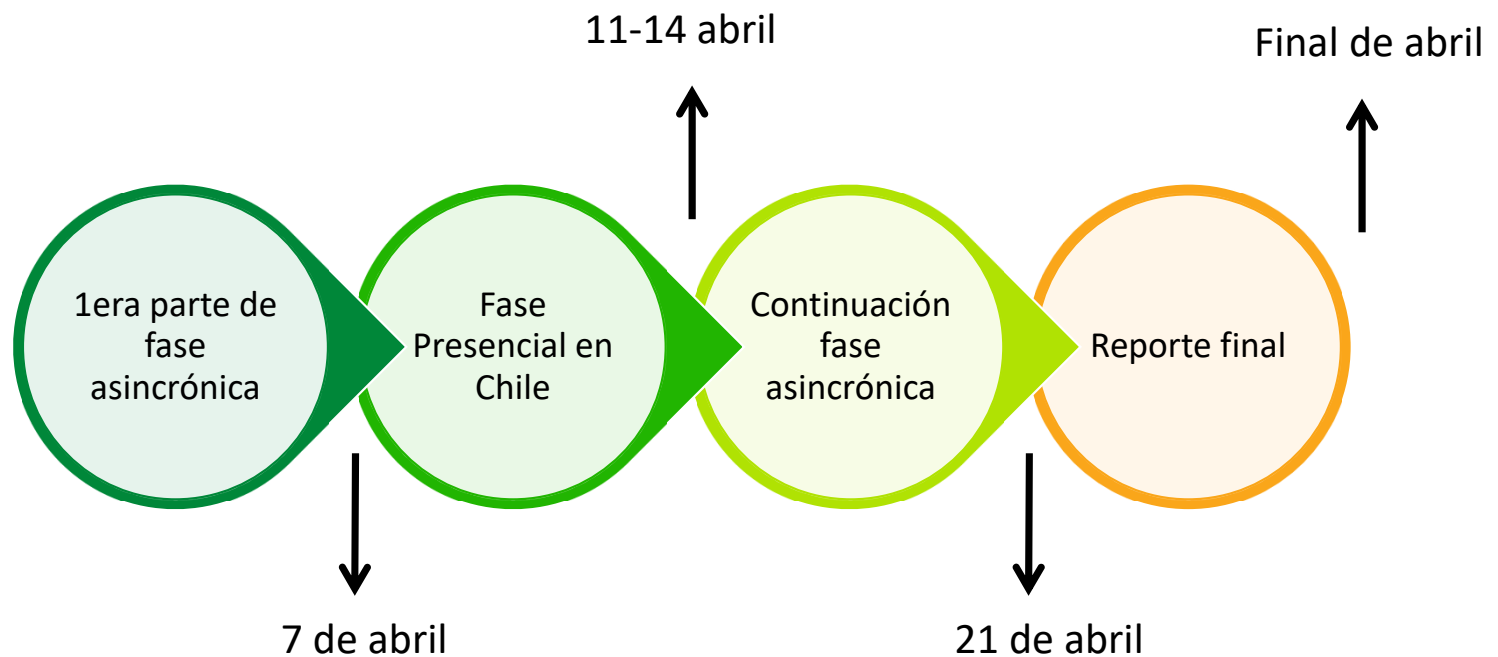 11-14 abril
Final de abril
1era parte de
fase
asincrónica
Fase
Presencial en
Chile
Continuación
fase
asincrónica
Reporte final
7 de abril
21 de abril